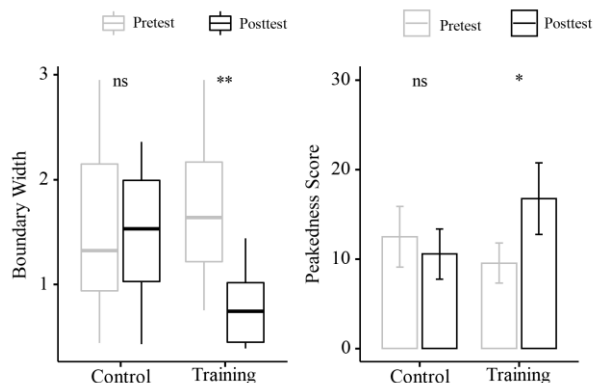 Pretest Posttest
Boundary Width
3
2
1
ns **
Control Training
Pretest Posttest
Peakedness Score
30
20
10
0
ns *
Control Training